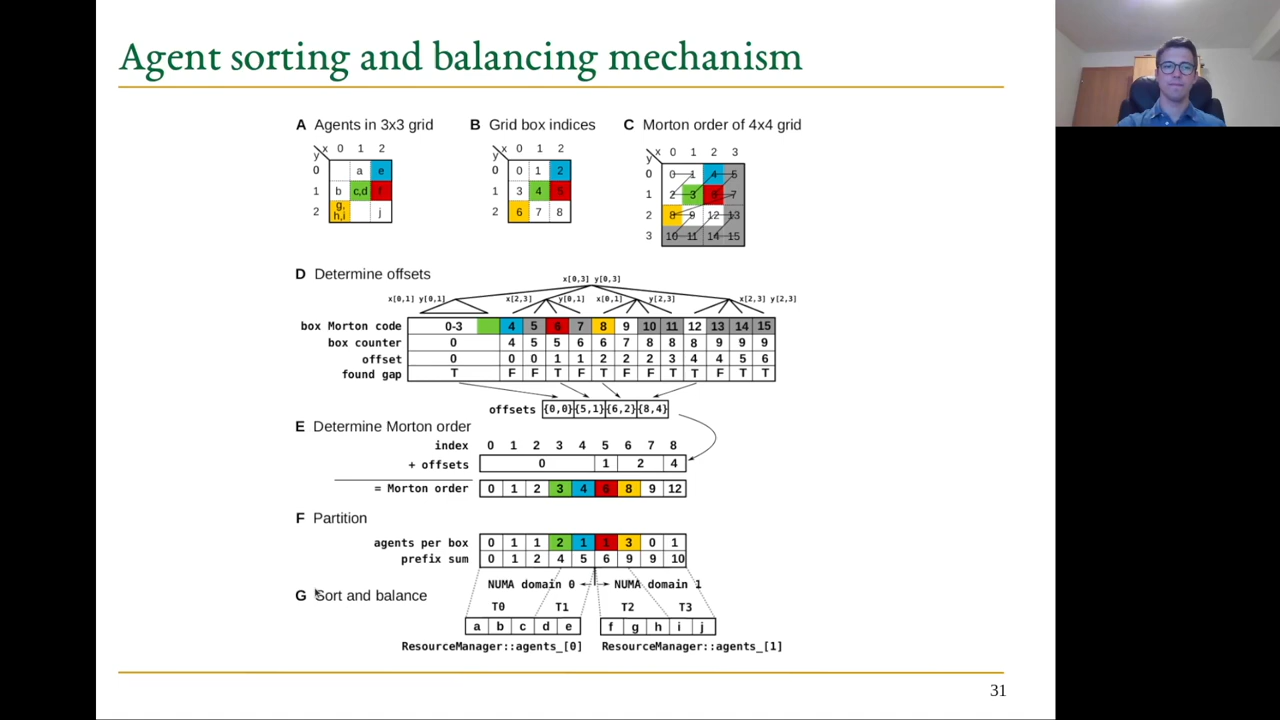 Agent sorting and balancing mechanism
A Agents in 3x3 grid
x 0 1 2
y
0 a e
1 b c,d f
2 g,h,i j
B Grid box indices
x 0 1 2
y
0 0 1 2
1 3 4 5
2 6 7 8
C Morton order of 4x4 grid
x 0 1 2 3
y
0 0 1 4 5
1 2 3 6 7
2 8 9 12 13
3 10 11 14 15
D Determine offsets
x[0,3] y[0,3]
x[0,1] y[0,1] x[2,3] y[0,1] x[0,1] y[2,3] x[2,3] y[2,3]
box Morton code 0-3 4 5 6 7 8 9 10 11 12 13 14 15
box counter 0 4 5 5 6 6 7 8 8 8 9 9 9
offset 0 0 0 1 1 2 2 2 3 4 4 5 6
found gap T F F T F T F F T T F T T
offsets {0,0} {5,1} {6,2} {8,4}
E Determine Morton order
index 0 1 2 3 4 5 6 7 8
+ offsets 0 1 2 4
= Morton order 0 1 2 3 4 6 8 9 12
F Partition
agents per box 0 1 1 2 1 1 3 0 1
prefix sum 0 1 2 4 5 6 9 9 10
NUMA domain 0 NUMA domain 1
G Sort and balance
T0 T1 T2 T3
a b c d e f g h i j
ResourceManager::agents_[0] ResourceManager::agents_[1]
31